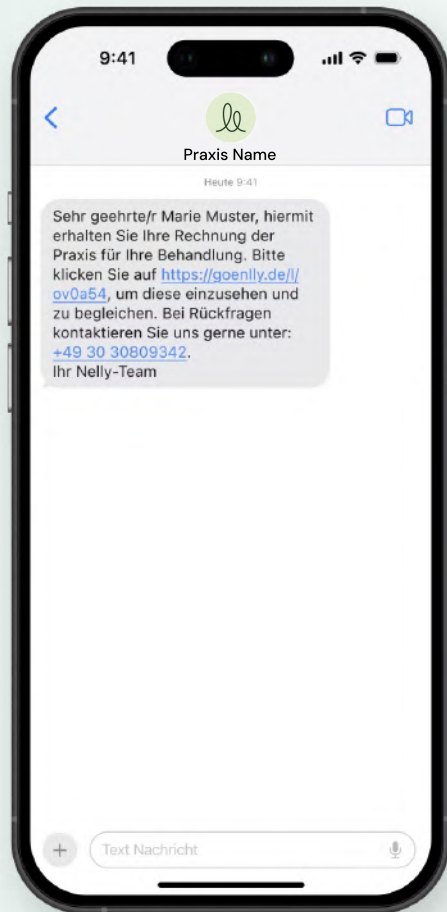 9:41
Praxis Name
Heute 9:41
Sehr geehrte/r Marie Muster, hiermit
erhalten Sie Ihre Rechnung der
Praxis für Ihre Behandlung. Bitte
klicken Sie auf https://goenlly.de/l/
ov0a54, um diese einzusehen und
zu begleichen. Bei Rückfragen
kontaktieren Sie uns gerne unter:
+49 30 30809342.
Ihr Nelly-Team
Text Nachricht